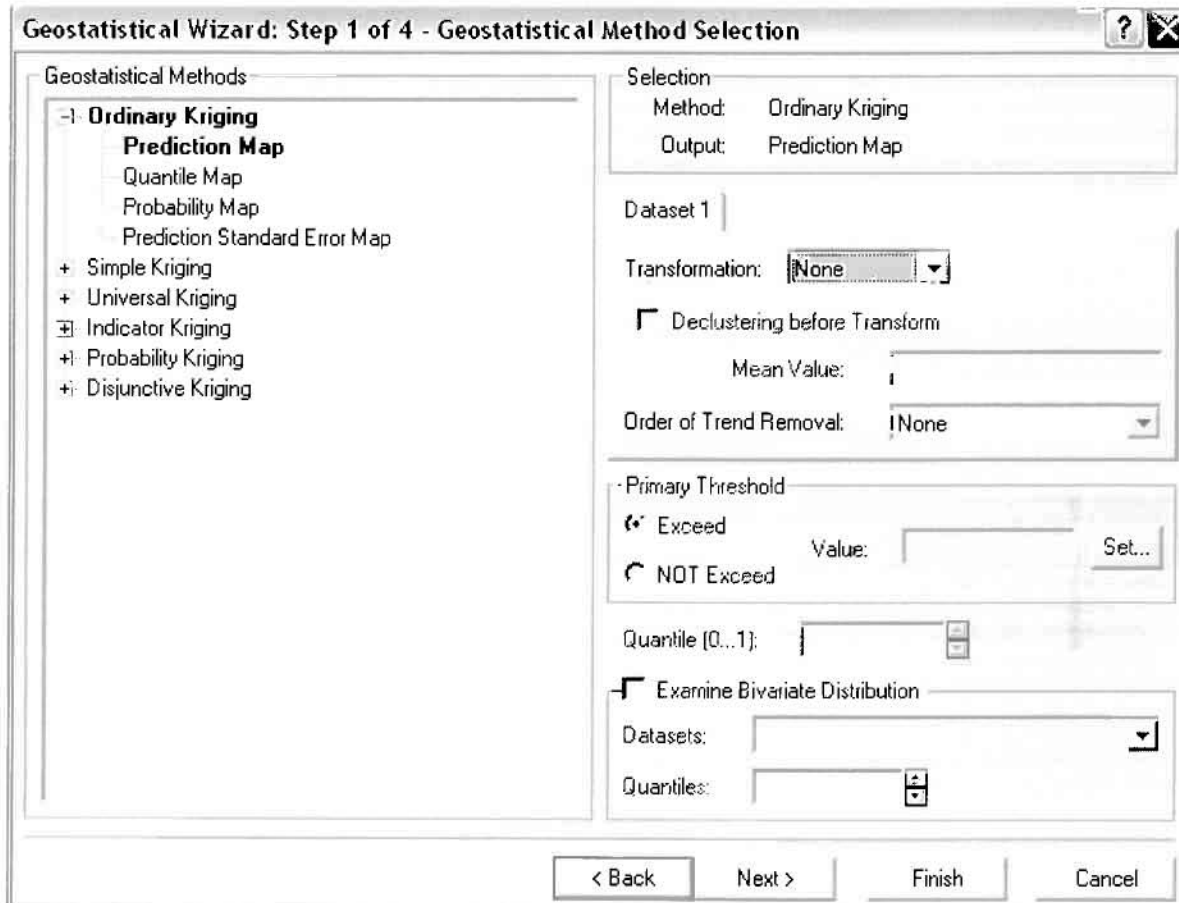 Geostatistical Wizard: Step 1 of 4 - Geostatistical Method Selection
Geostatistical Methods
Ordinary Kriging
Prediction Map
Quantile Map
Probability Map
Prediction Standard Error Map
Simple Kriging
Universal Kriging
Indicator Kriging
Probability Kriging
Disjunctive Kriging
Selection
Method: Ordinary Kriging
Output: Prediction Map
Dataset 1
Transformation: None
Declustering before Transform
Mean Value:
Order of Trend Removal: None
Primary Threshold
Exceed
Value:
Set...
NOT Exceed
Quantile (0...1):
Examine Bivariate Distribution
Datasets:
Quantiles:
< Back Next > Finish Cancel